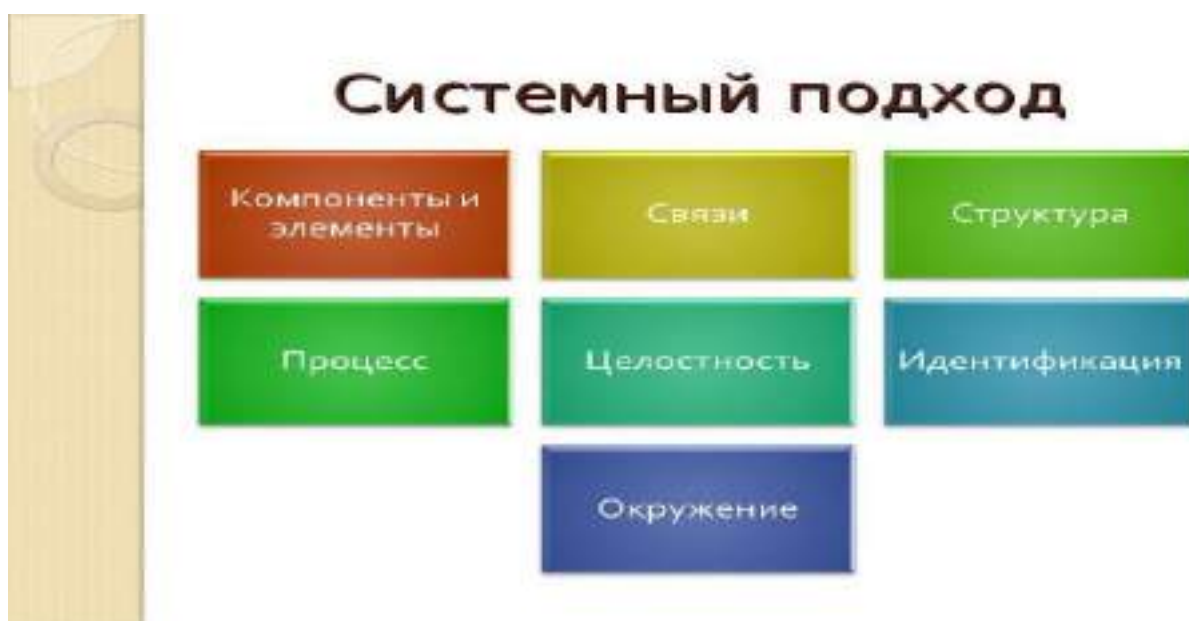 Системный подход
Компоненты и
элементы
Связи
Структура
Процесс
Целостность
Идентификация
Окружение